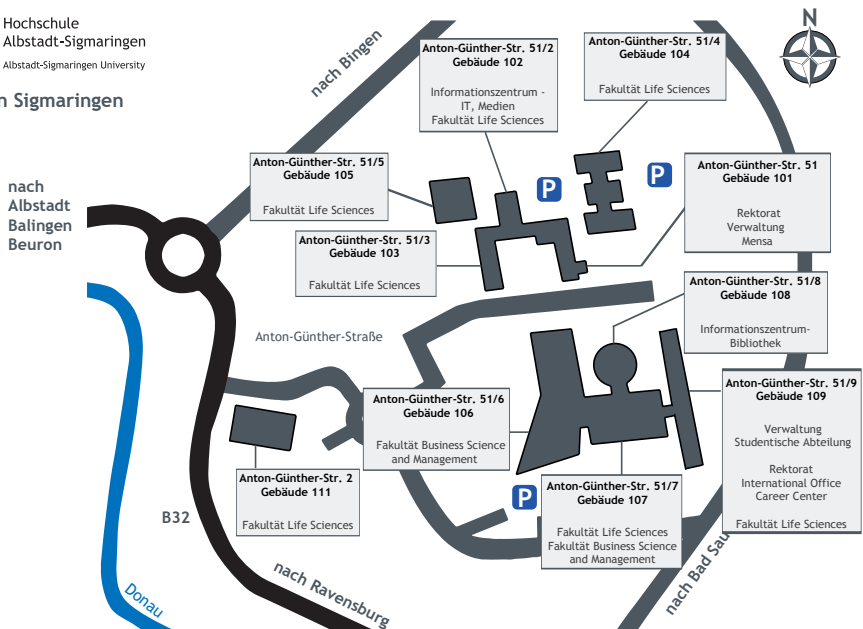 Hochschule
Albstadt-Sigmaringen
Albstadt-Sigmaringen University
n Sigmaringen
nach Bingen
N
Anton-Günther-Str. 51/2
Gebäude 102
Informationszentrum -
IT, Medien
Fakultät Life Sciences
Anton-Günther-Str. 51/4
Gebäude 104
Fakultät Life Sciences
Anton-Günther-Str. 51/5
Gebäude 105
Fakultät Life Sciences
P
P
Anton-Günther-Str. 51
Gebäude 101
Rektorat
Verwaltung
Mensa
nach
Albstadt
Balingen
Beuron
Anton-Günther-Str. 51/3
Gebäude 103
Fakultät Life Sciences
Anton-Günther-Str. 51/8
Gebäude 108
Informationszentrum-
Bibliothek
Anton-Günther-Straße
Anton-Günther-Str. 51/6
Gebäude 106
Fakultät Business Science
and Management
Anton-Günther-Str. 51/9
Gebäude 109
Verwaltung
Studentische Abteilung
Rektorat
International Office
Career Center
Fakultät Life Sciences
Anton-Günther-Str. 2
Gebäude 111
Fakultät Life Sciences
P
Anton-Günther-Str. 51/7
Gebäude 107
Fakultät Life Sciences
Fakultät Business Science
and Management
B32
Donau
nach Ravensburg
nach Bad Sau